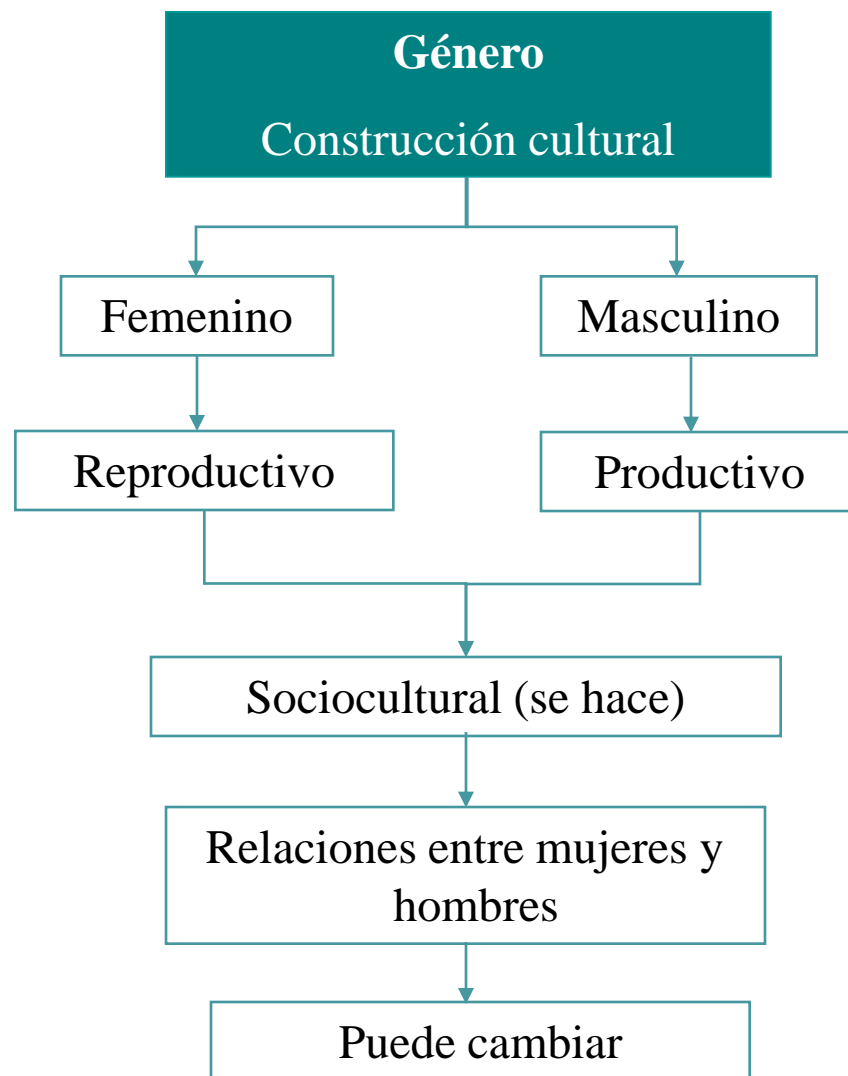 Género
Construcción cultural
Femenino
Masculino
Reproductivo
Productivo
Sociocultural (se hace)
Relaciones entre mujeres y
hombres
Puede cambiar